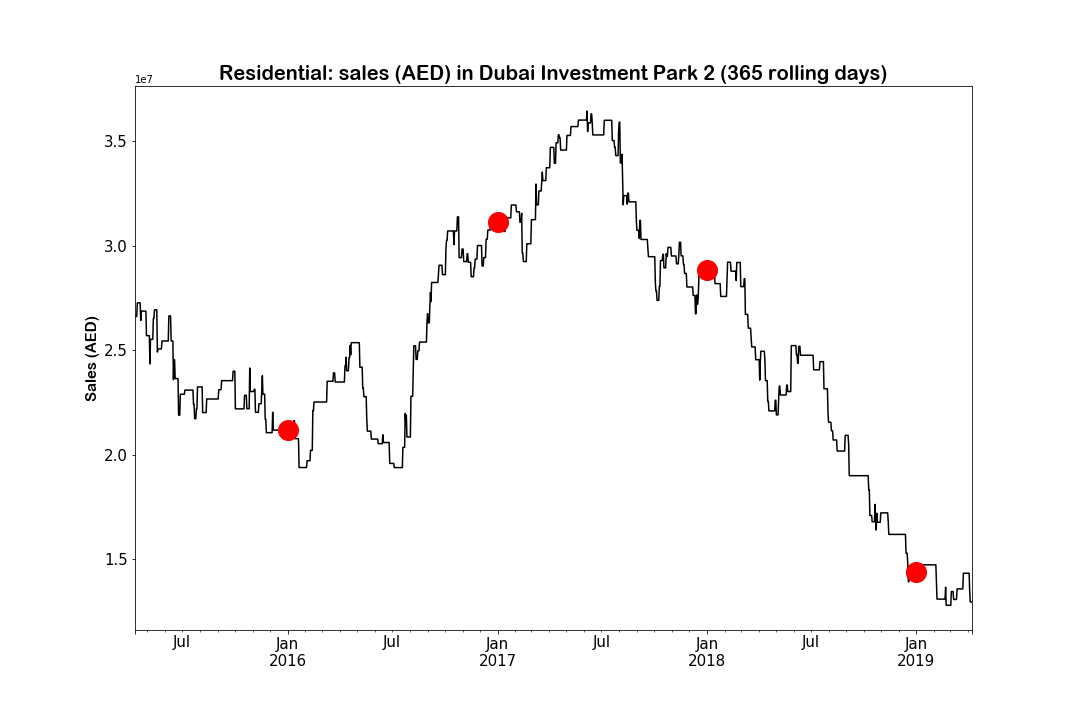 Residential: sales (AED) in Dubai Investment Park 2 (365 rolling days)
1e7
3.5
3.0
2.5
2.0
1.5
Sales (AED)
Jul
Jan
2016
Jul
Jan
2017
Jul
Jan
2018
Jul
Jan
2019